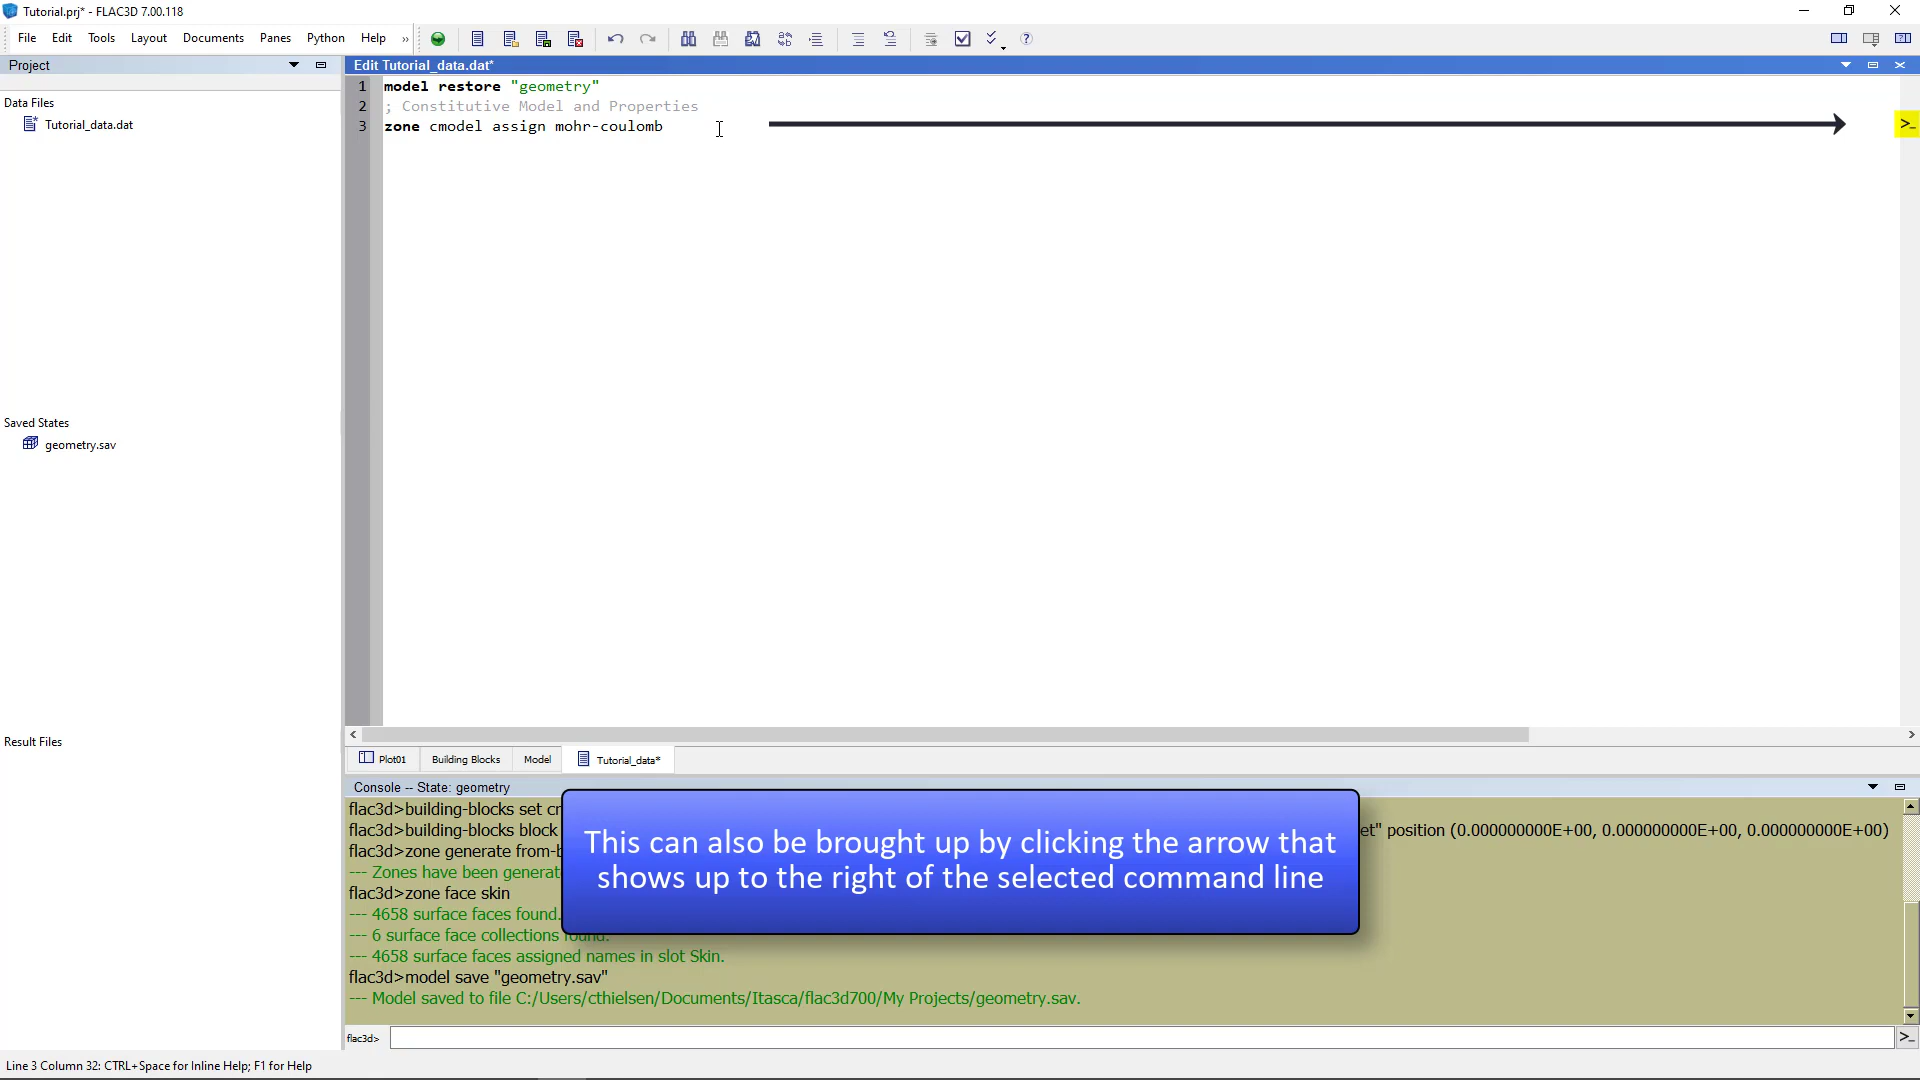 Tutorial.prj* - FLAC3D 7.00.118
File Edit Tools Layout Documents Panes Python Help »
Project
Edit Tutorial_data.dat*
Data Files
Tutorial_data.dat
Saved States
geometry.sav
Result Files
1 model restore "geometry"
2 ; Constitutive Model and Properties
3 zone cmodel assign mohr-coulomb
>_
Plot01 Building Blocks Model Tutorial_data*
Console -- State: geometry
flac3d>building-blocks set cr
flac3d>building-blocks block et" position (0.000000000E+00, 0.000000000E+00, 0.000000000E+00)
flac3d>zone generate from-b
--- Zones have been generate
flac3d>zone face skin
--- 4658 surface faces found.
--- 6 surface face collections found.
--- 4658 surface faces assigned names in slot Skin.
flac3d>model save "geometry.sav"
--- Model saved to file C:/Users/cthielsen/Documents/Itasca/flac3d700/My Projects/geometry.sav.
This can also be brought up by clicking the arrow that
shows up to the right of the selected command line
flac3d>
>_
Line 3 Column 32: CTRL+Space for Inline Help; F1 for Help